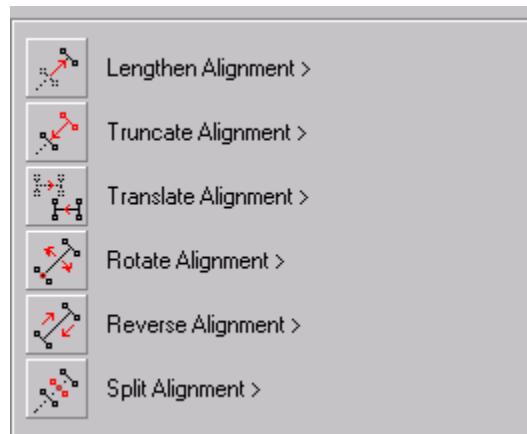 Lengthen Alignment >
Truncate Alignment >
Translate Alignment >
Rotate Alignment >
Reverse Alignment >
Split Alignment >